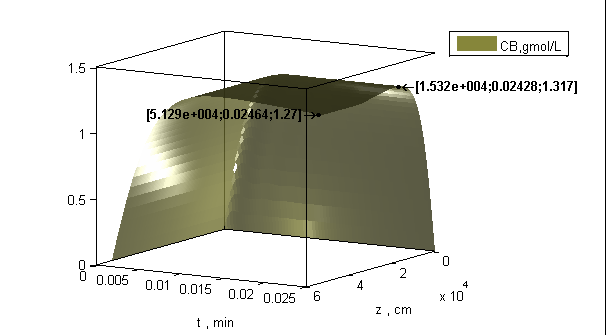 CB,gmol/L
1.5
1
0.5
0
[5.129e+004;0.02464;1.27]→
←[1.532e+004;0.02428;1.317]
0
0.005
0.01
0.015
0.02
0.025
t , min
6
4
2
0
x 10^4
z , cm